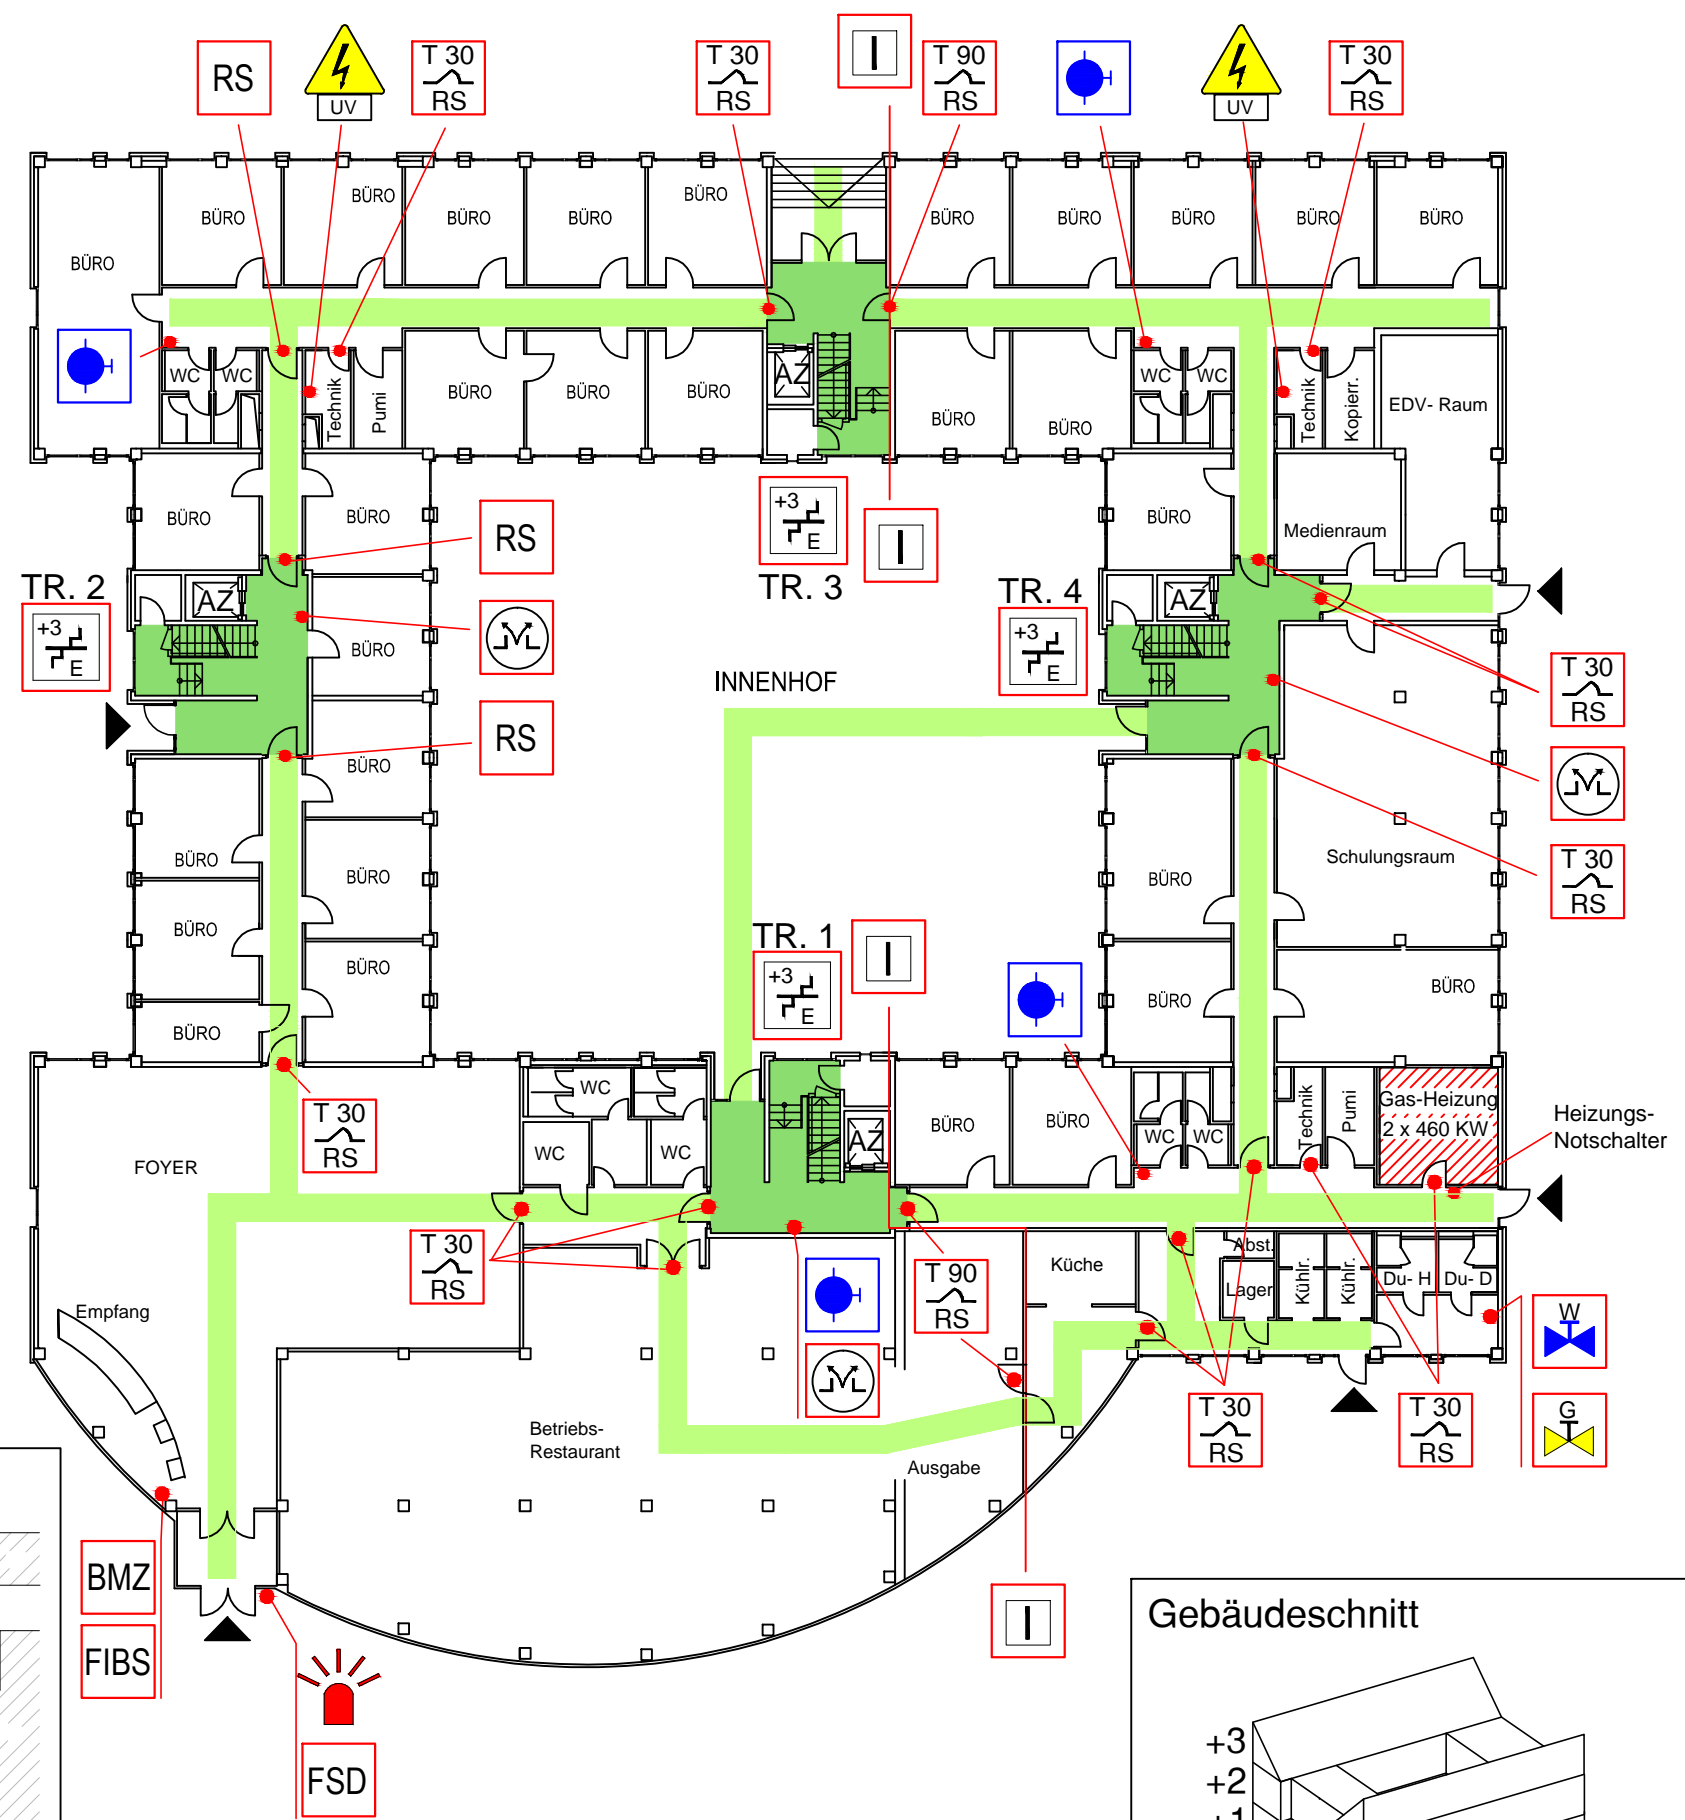 RS
UV
T 30
RS
T 30
RS
T 90
RS
UV
T 30
RS
BÜRO
BÜRO
BÜRO
BÜRO
BÜRO
BÜRO
BÜRO
BÜRO
BÜRO
BÜRO
BÜRO
WC
WC
Technik
Pumi
BÜRO
BÜRO
BÜRO
AZ
BÜRO
BÜRO
WC
WC
Technik
Kopierr.
EDV- Raum
BÜRO
BÜRO
RS
+3
E
TR. 3
BÜRO
Medienraum
TR. 2
+3
E
AZ
BÜRO
TR. 4
+3
E
AZ
INNENHOF
T 30
RS
RS
BÜRO
BÜRO
BÜRO
BÜRO
BÜRO
BÜRO
BÜRO
Schulungsraum
T 30
RS
TR. 1
+3
E
BÜRO
BÜRO
BÜRO
T 30
RS
FOYER
WC
WC
WC
AZ
BÜRO
BÜRO
WC
WC
Technik
Pumi
Gas-Heizung
2 x 460 KW
Heizungs-
Notschalter
T 30
RS
T 90
RS
Küche
Abst.
Lager
Kühlr.
Kühlr.
Du- H
Du- D
Empfang
W
G
T 30
RS
T 30
RS
Betriebs-
Restaurant
Ausgabe
BMZ
FIBS
FSD
Gebäudeschnitt
+3
+2
+1